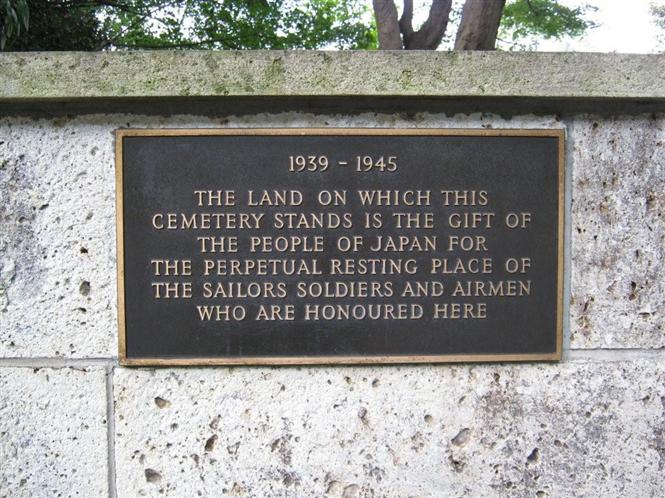 1939 - 1945
THE LAND ON WHICH THIS
CEMETERY STANDS IS THE GIFT OF
THE PEOPLE OF JAPAN FOR
THE PERPETUAL RESTING PLACE OF
THE SAILORS SOLDIERS AND AIRMEN
WHO ARE HONOURED HERE